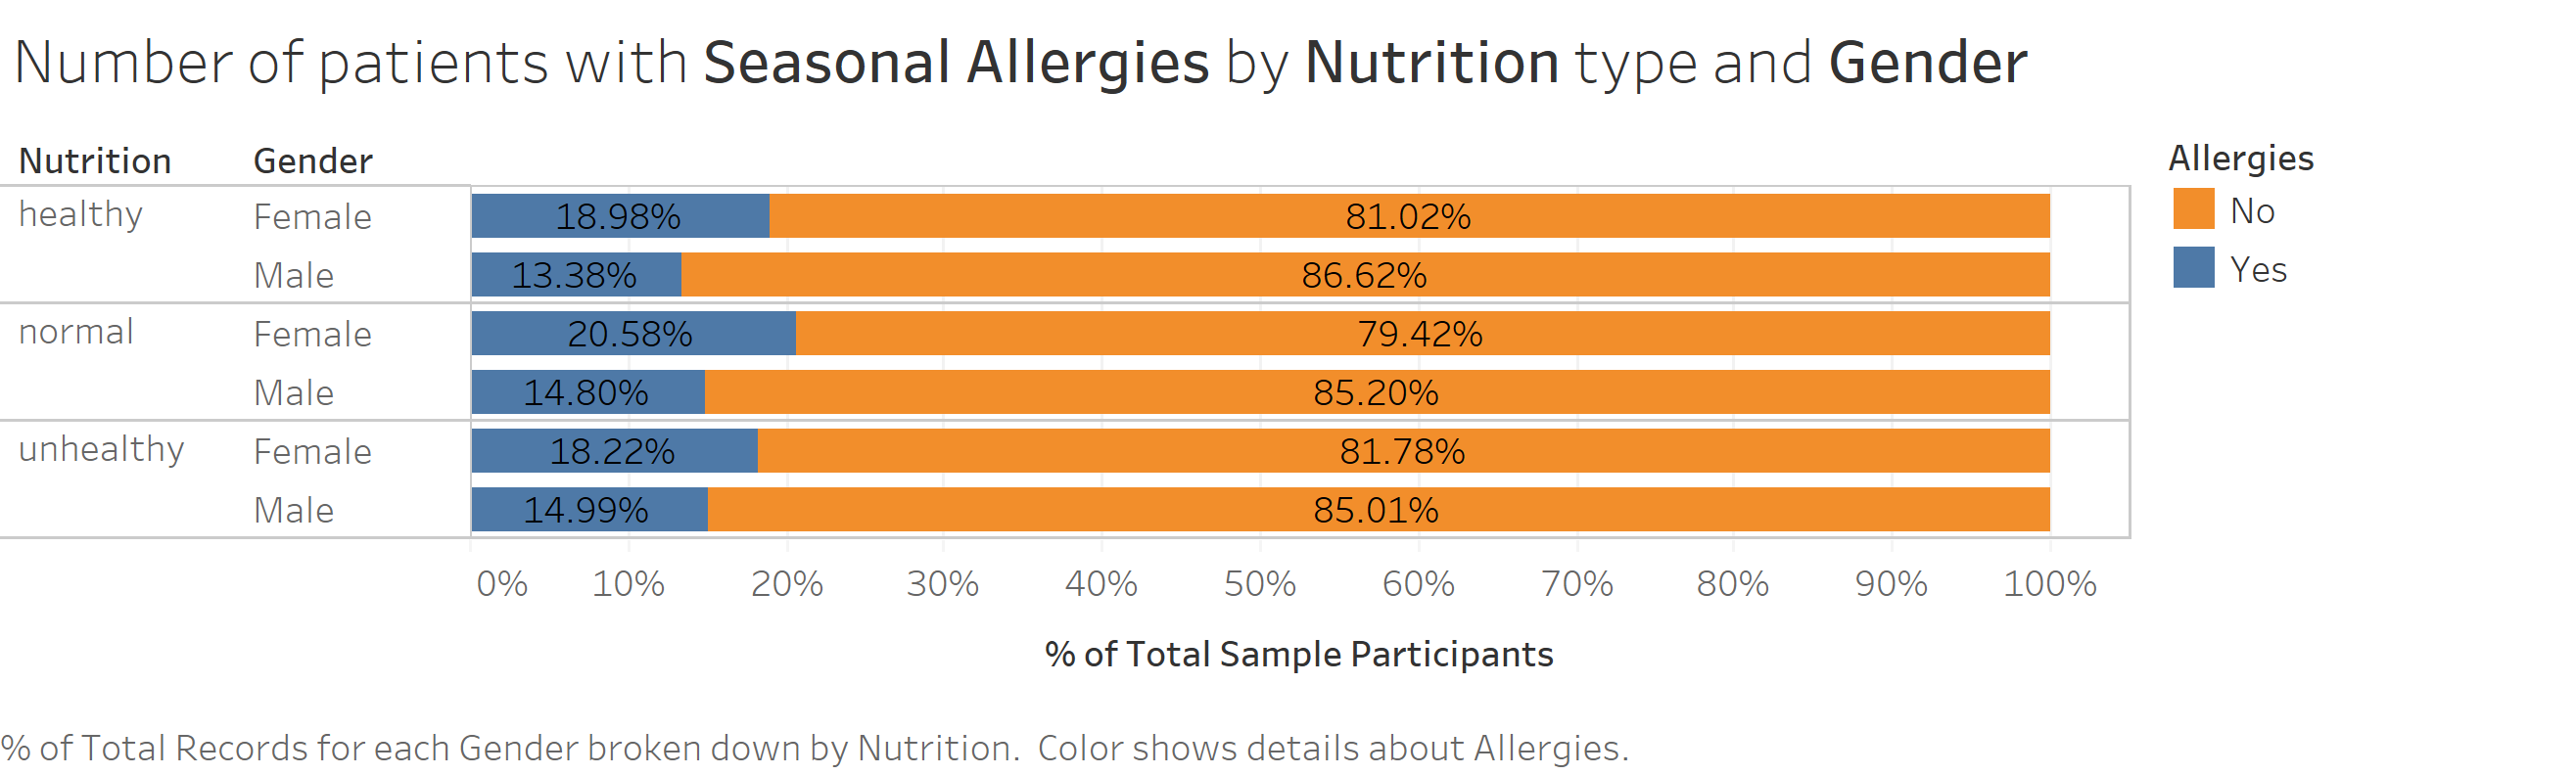 Number of patients with Seasonal Allergies by Nutrition type and Gender
Nutrition Gender
Allergies
healthy Female 18.98% 81.02%
No
Male 13.38% 86.62%
Yes
normal Female 20.58% 79.42%
Male 14.80% 85.20%
unhealthy Female 18.22% 81.78%
Male 14.99% 85.01%
0% 10% 20% 30% 40% 50% 60% 70% 80% 90% 100%
% of Total Sample Participants
% of Total Records for each Gender broken down by Nutrition. Color shows details about Allergies.